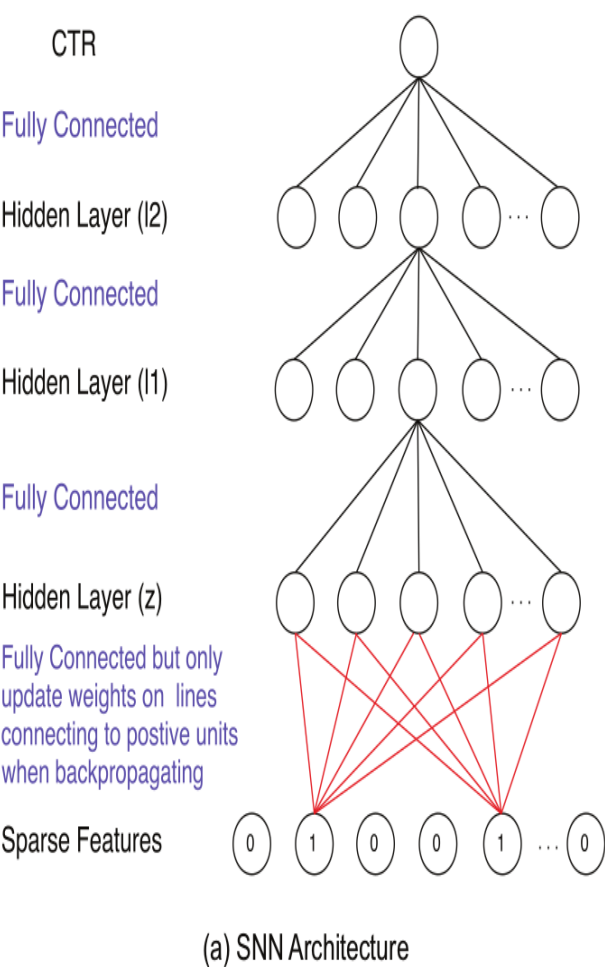 CTR
Fully Connected
Hidden Layer (l2)
...
Fully Connected
Hidden Layer (l1)
...
Fully Connected
Hidden Layer (z)
...
Fully Connected but only
update weights on lines
connecting to postive units
when backpropagating
Sparse Features 0 1 0 0 1 ... 0
(a) SNN Architecture